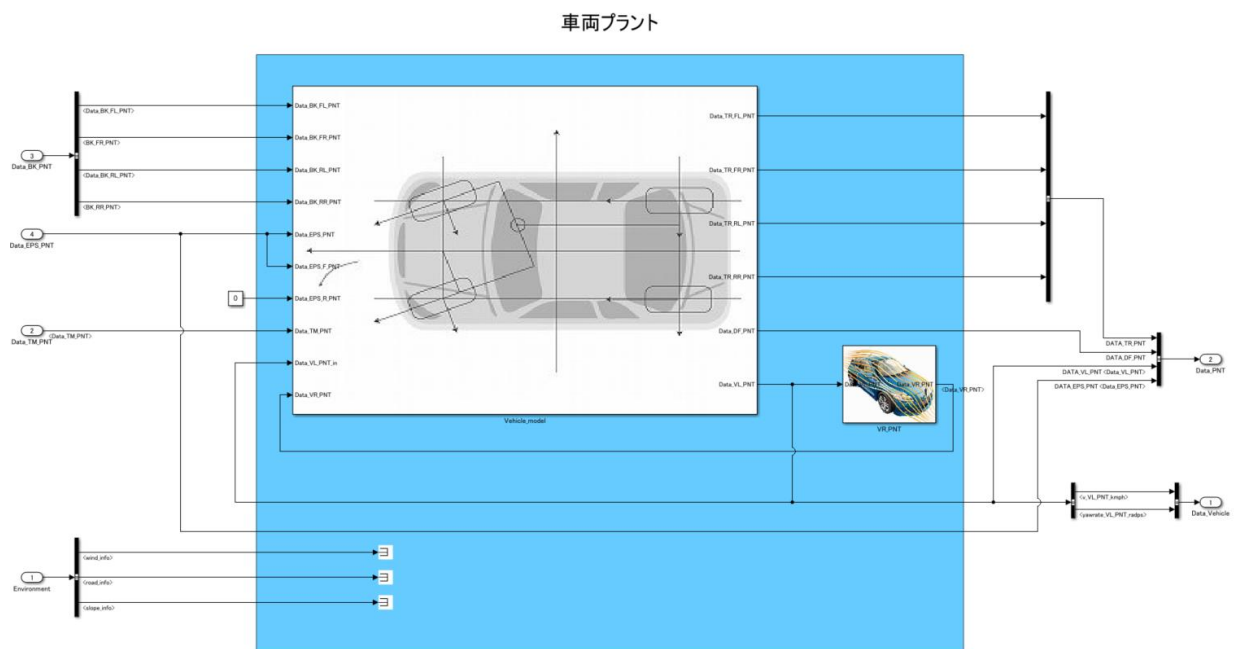 車両プラント
<Data_BK_FL_PNT>
<BK_FR_PNT>
<Data_BK_RL_PNT>
<BK_RR_PNT>
3
Data_BK_PNT
4
Data_EPS_PNT
0
2
Data_TM_PNT
<Data_TM_PNT>
Data_BK_FL_PNT
Data_BK_FR_PNT
Data_BK_RL_PNT
Data_BK_RR_PNT
Data_EPS_PNT
Data_EPS_F_PNT
Data_EPS_R_PNT
Data_TM_PNT
Data_VL_PNT_in
Data_VR_PNT
Data_TR_FL_PNT
Data_TR_FR_PNT
Data_TR_RL_PNT
Data_TR_RR_PNT
Data_DF_PNT
Data_VL_PNT
Vehicle_model
Data_VR_PNT
<Data_VR_PNT>
VR_PNT
DATA_TR_PNT
DATA_DF_PNT
DATA_VL_PNT <Data_VL_PNT>
DATA_EPS_PNT <Data_EPS_PNT>
2
Data_PNT
<v_VL_PNT_kmph>
<yawrate_VL_PNT_radps>
1
Data_Vehicle
1
Environment
<wind_info>
<road_info>
<slope_info>